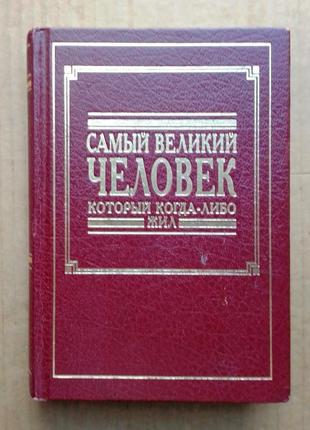 САМЫЙ ВЕЛИКИЙ
ЧЕЛОВЕК
КОТОРЫЙ КОГДА-ЛИБО
ЖИЛ